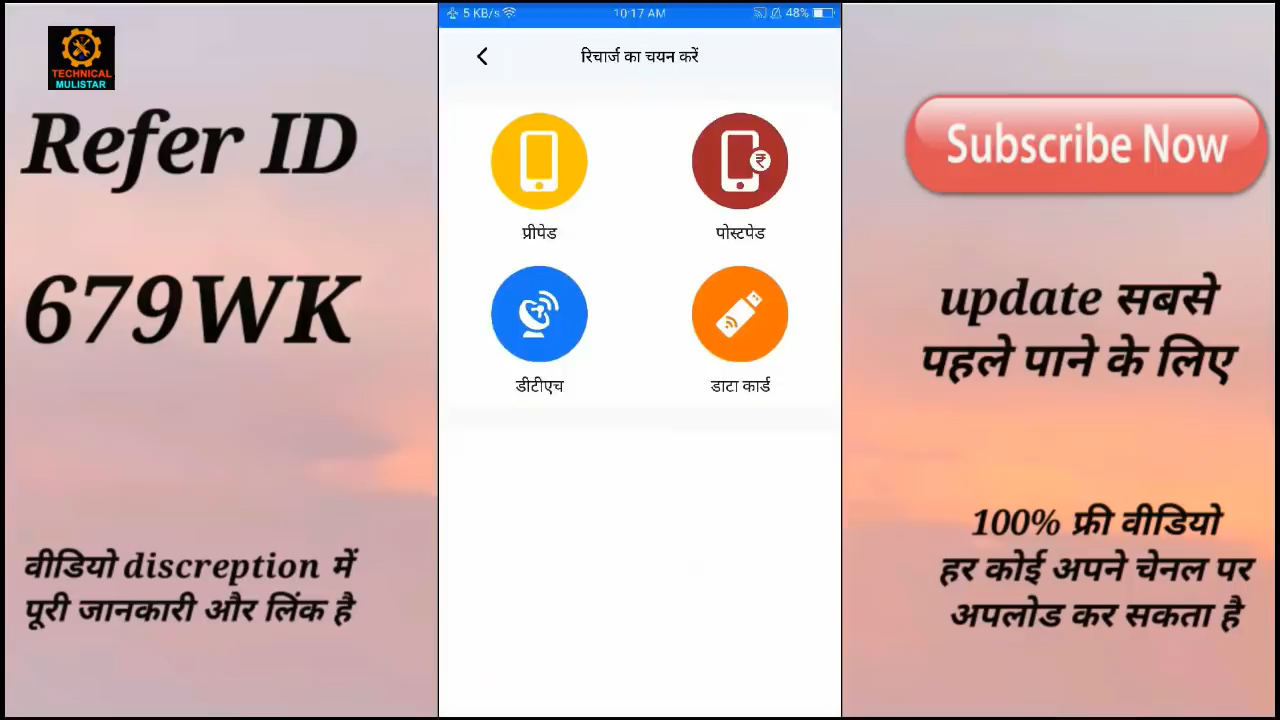 TECHNICAL
MULISTAR
Refer ID
679WK
वीडियो discreption में
पूरी जानकारी और लिंक है
5 KB/s
10:17 AM
48%
रिचार्ज का चयन करें
प्रीपेड
पोस्टपेड
₹
डीटीएच
डाटा कार्ड
Subscribe Now
update सबसे
पहले पाने के लिए
100% फ्री वीडियो
हर कोई अपने चेनल पर
अपलोड कर सकता है